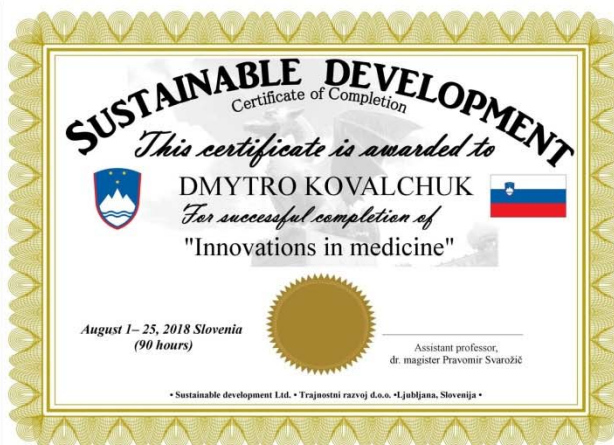 SUSTAINABLE DEVELOPMENT
Certificate of Completion
This certificate is awarded to
DMYTRO KOVALCHUK
For successful completion of
"Innovations in medicine"
August 1– 25, 2018 Slovenia
(90 hours)
Assistant professor,
dr. magister Pravomir Svarožič
• Sustainable development Ltd. • Trajnostni razvoj d.o.o. •Ljubljana, Slovenija •